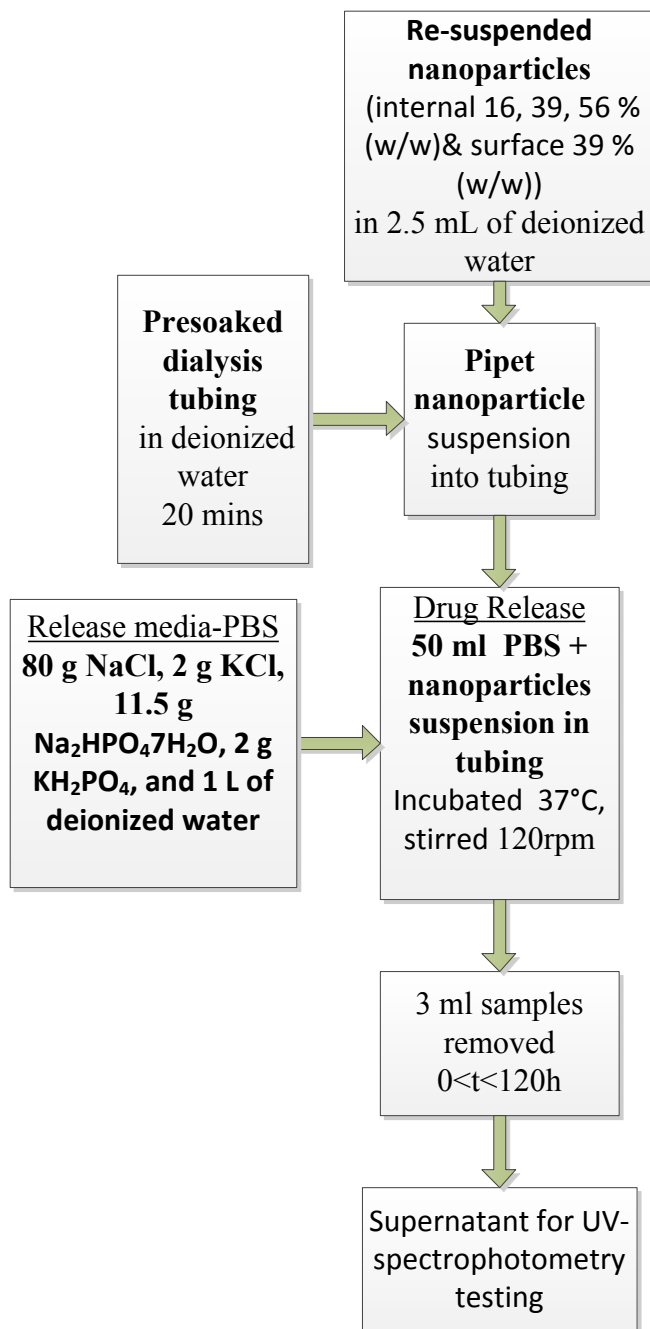 Re-suspended
nanoparticles
(internal 16, 39, 56 %
(w/w)& surface 39 %
(w/w))
in 2.5 mL of deionized
water
Presoaked
dialysis
tubing
in deionized
water
20 mins
Pipet
nanoparticle
suspension
into tubing
Release media-PBS
80 g NaCl, 2 g KCl,
11.5 g
Na₂HPO₄7H₂O, 2 g
KH₂PO₄, and 1 L of
deionized water
Drug Release
50 ml PBS +
nanoparticles
suspension in
tubing
Incubated 37°C,
stirred 120rpm
3 ml samples
removed
0<t<120h
Supernatant for UV-
spectrophotometry
testing